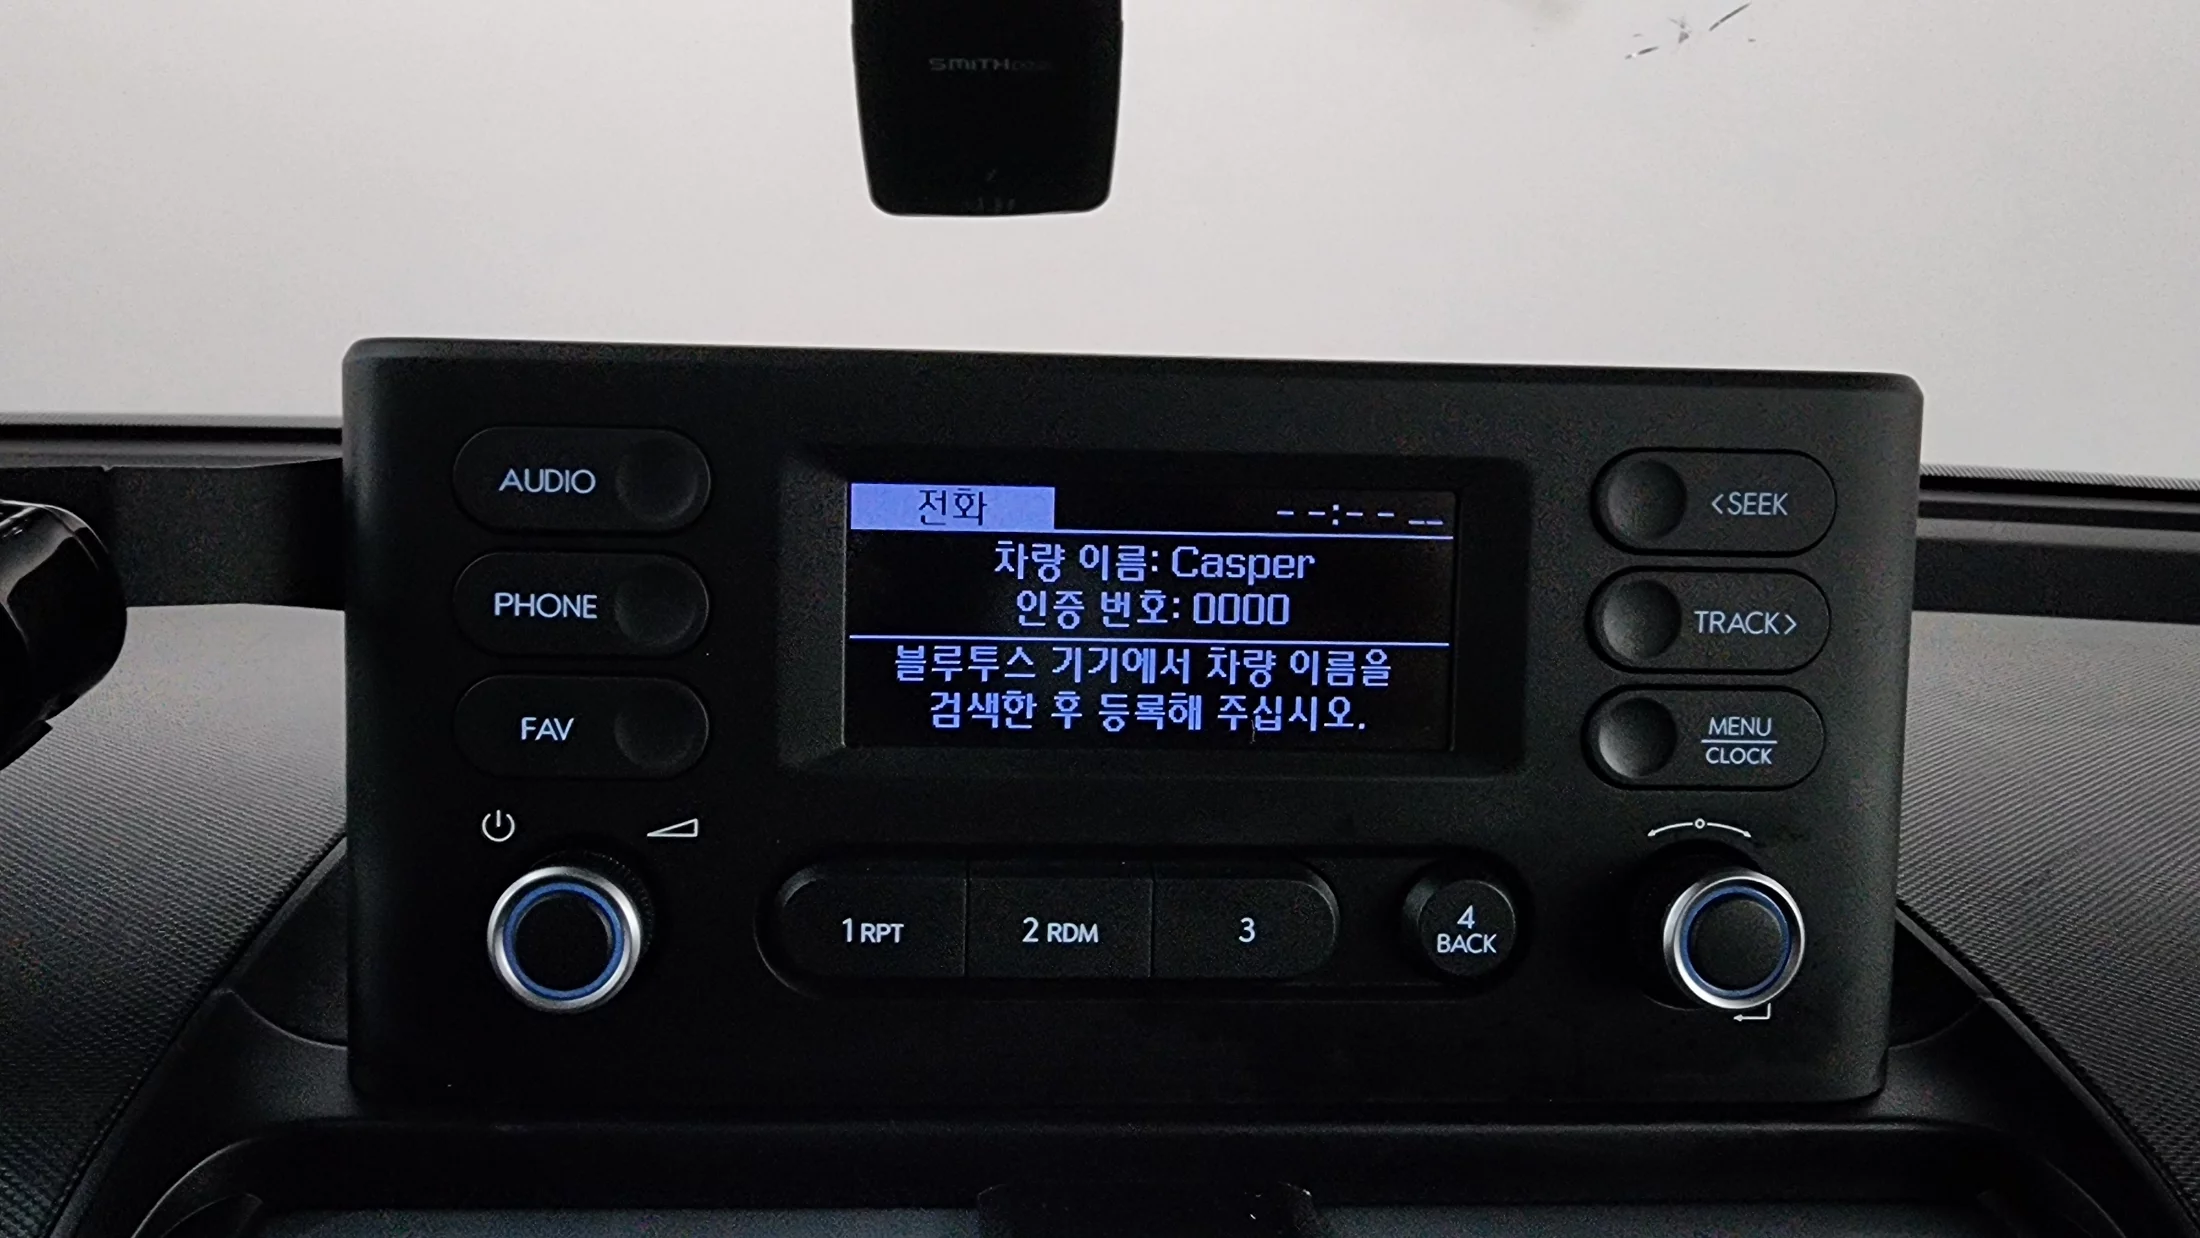 SMITH
AUDIO
PHONE
FAV
전화
--:-- --
차량 이름: Casper
인증 번호: 0000
블루투스 기기에서 차량 이름을
검색한 후 등록해 주십시오.
<SEEK
TRACK>
MENU
CLOCK
1 RPT
2 RDM
3
4
BACK